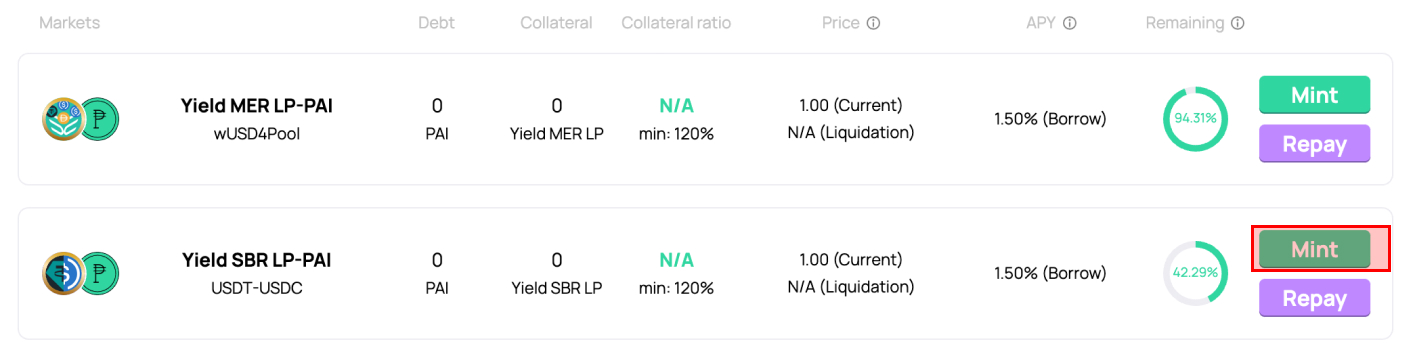 Markets Debt Collateral Collateral ratio Price APY Remaining
Yield MER LP-PAI 0 0 N/A 1.00 (Current) 1.50% (Borrow) 94.31% Mint
wUSD4Pool PAI Yield MER LP min: 120% N/A (Liquidation) Repay
Yield SBR LP-PAI 0 0 N/A 1.00 (Current) 1.50% (Borrow) 42.29% Mint
USDT-USDC PAI Yield SBR LP min: 120% N/A (Liquidation) Repay